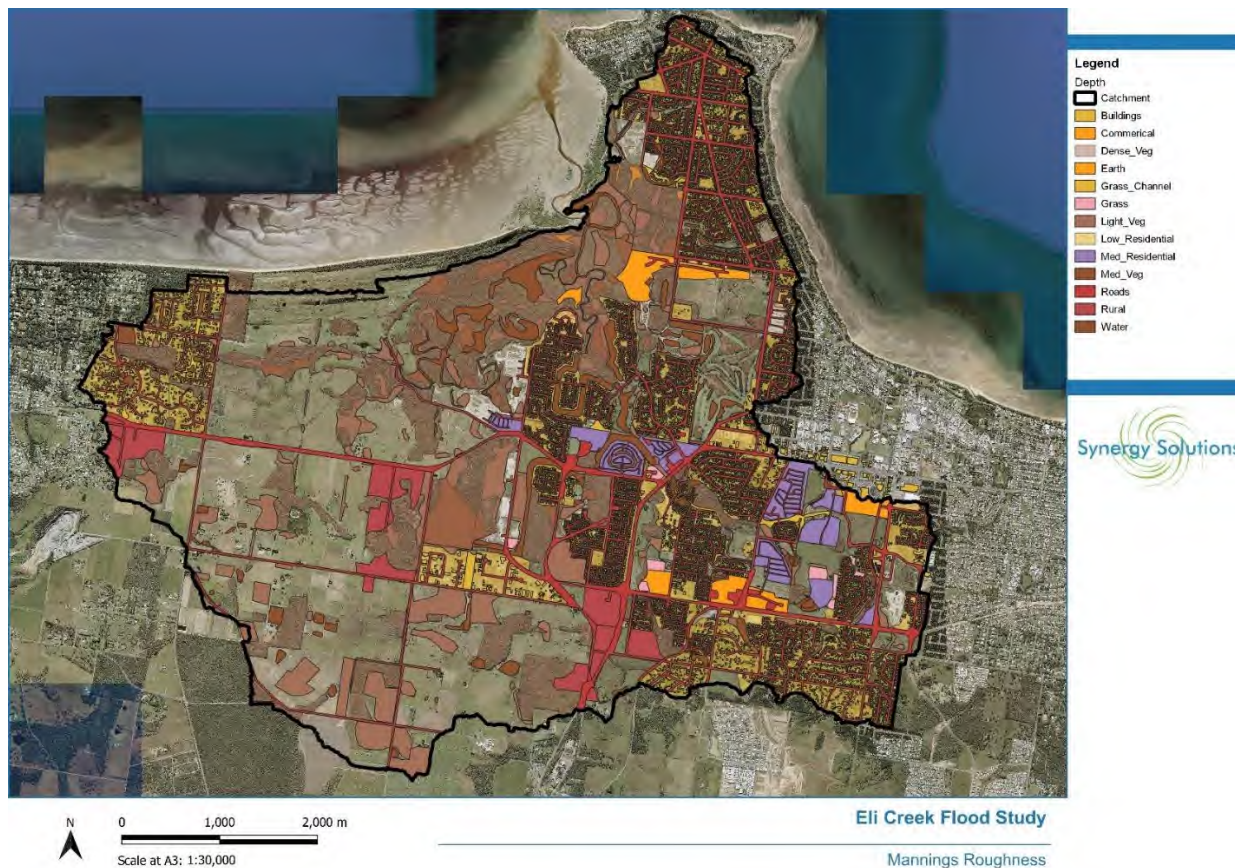 Legend
Depth
Catchment
Buildings
Commerical
Dense_Veg
Earth
Grass_Channel
Grass
Light_Veg
Low_Residential
Med_Residential
Med_Veg
Roads
Rural
Water
Synergy Solutions
N
0 1,000 2,000 m
Scale at A3: 1:30,000
Eli Creek Flood Study
Mannings Roughness